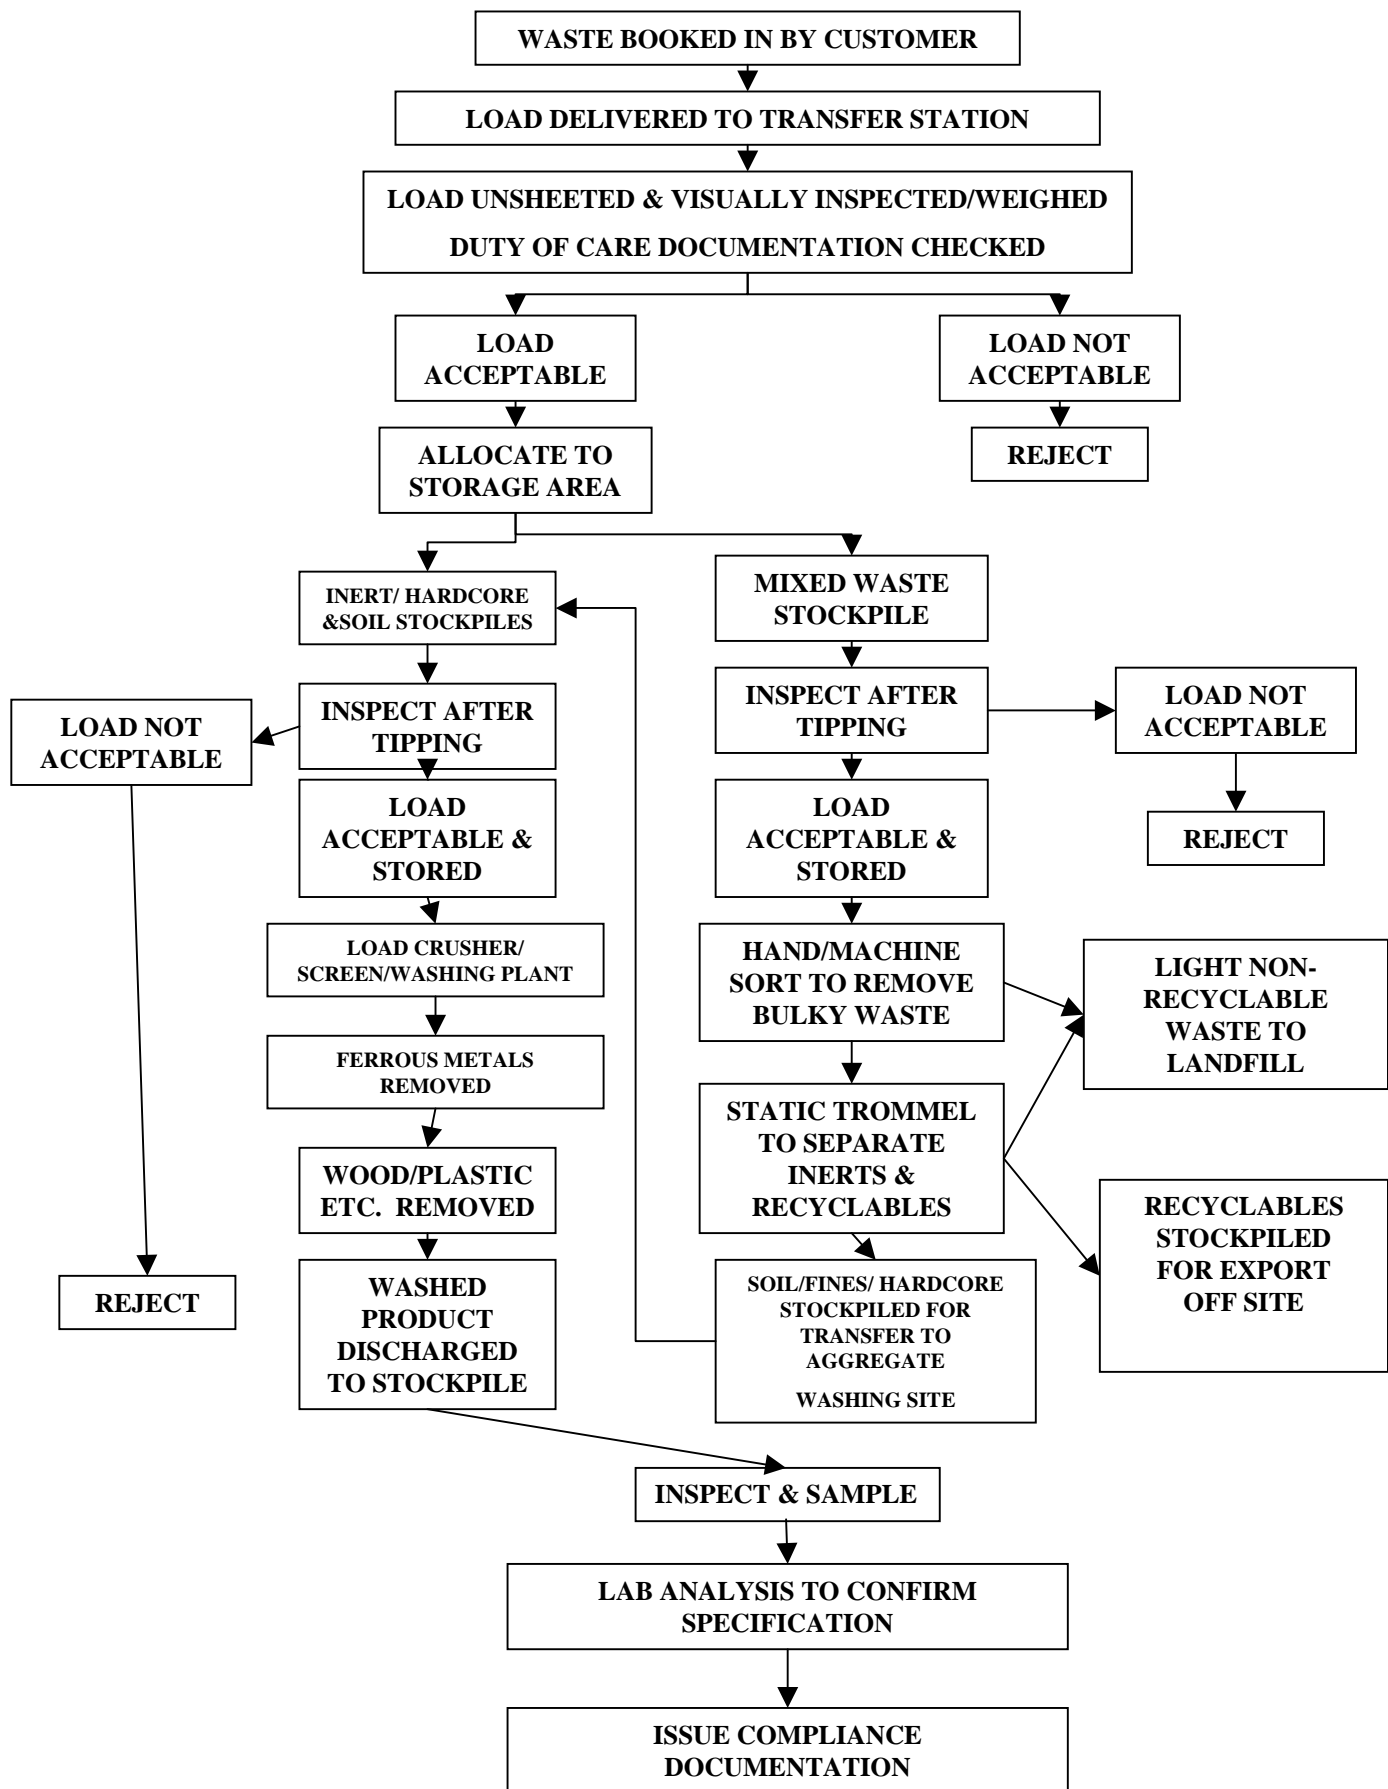 WASTE BOOKED IN BY CUSTOMER
LOAD DELIVERED TO TRANSFER STATION
LOAD UNSHEETED & VISUALLY INSPECTED/WEIGHED
DUTY OF CARE DOCUMENTATION CHECKED
LOAD
ACCEPTABLE
LOAD NOT
ACCEPTABLE
ALLOCATE TO
STORAGE AREA
REJECT
INERT/ HARDCORE
&SOIL STOCKPILES
MIXED WASTE
STOCKPILE
LOAD NOT
ACCEPTABLE
INSPECT AFTER
TIPPING
INSPECT AFTER
TIPPING
LOAD NOT
ACCEPTABLE
LOAD
ACCEPTABLE &
STORED
LOAD
ACCEPTABLE &
STORED
REJECT
LOAD CRUSHER/
SCREEN/WASHING PLANT
HAND/MACHINE
SORT TO REMOVE
BULKY WASTE
LIGHT NON-
RECYCLABLE
WASTE TO
LANDFILL
FERROUS METALS
REMOVED
STATIC TROMMEL
TO SEPARATE
INERTS &
RECYCLABLES
WOOD/PLASTIC
ETC.  REMOVED
RECYCLABLES
STOCKPILED
FOR EXPORT
OFF SITE
REJECT
WASHED
PRODUCT
DISCHARGED
TO STOCKPILE
SOIL/FINES/ HARDCORE
STOCKPILED FOR
TRANSFER TO
AGGREGATE
WASHING SITE
INSPECT & SAMPLE
LAB ANALYSIS TO CONFIRM
SPECIFICATION
ISSUE COMPLIANCE
DOCUMENTATION